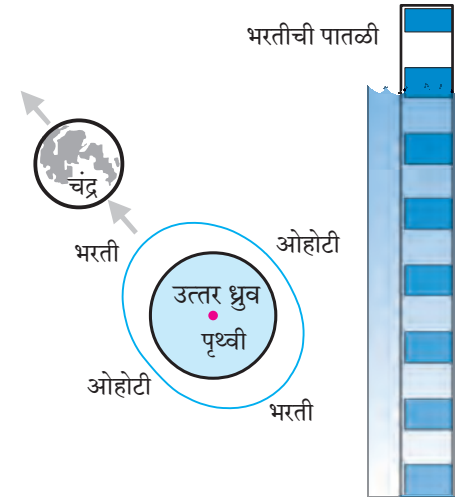 भरतीची पातळी
चंद्र
भरती
ओहोटी
उत्तर ध्रुव
पृथ्वी
ओहोटी
भरती